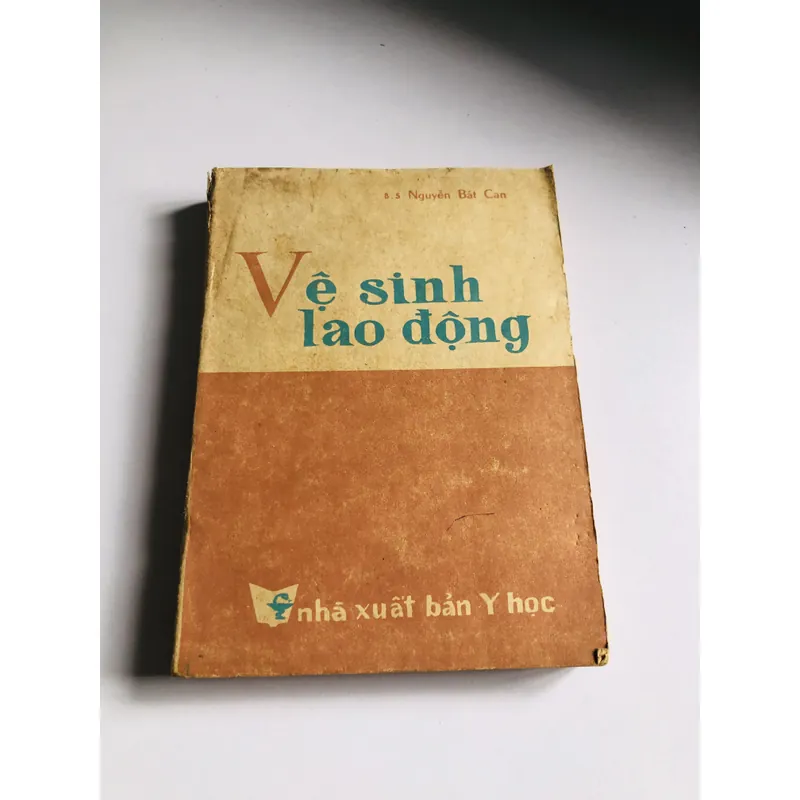 B.S Nguyễn Bát Can
Vệ sinh
lao động
nhà xuất bản Y học